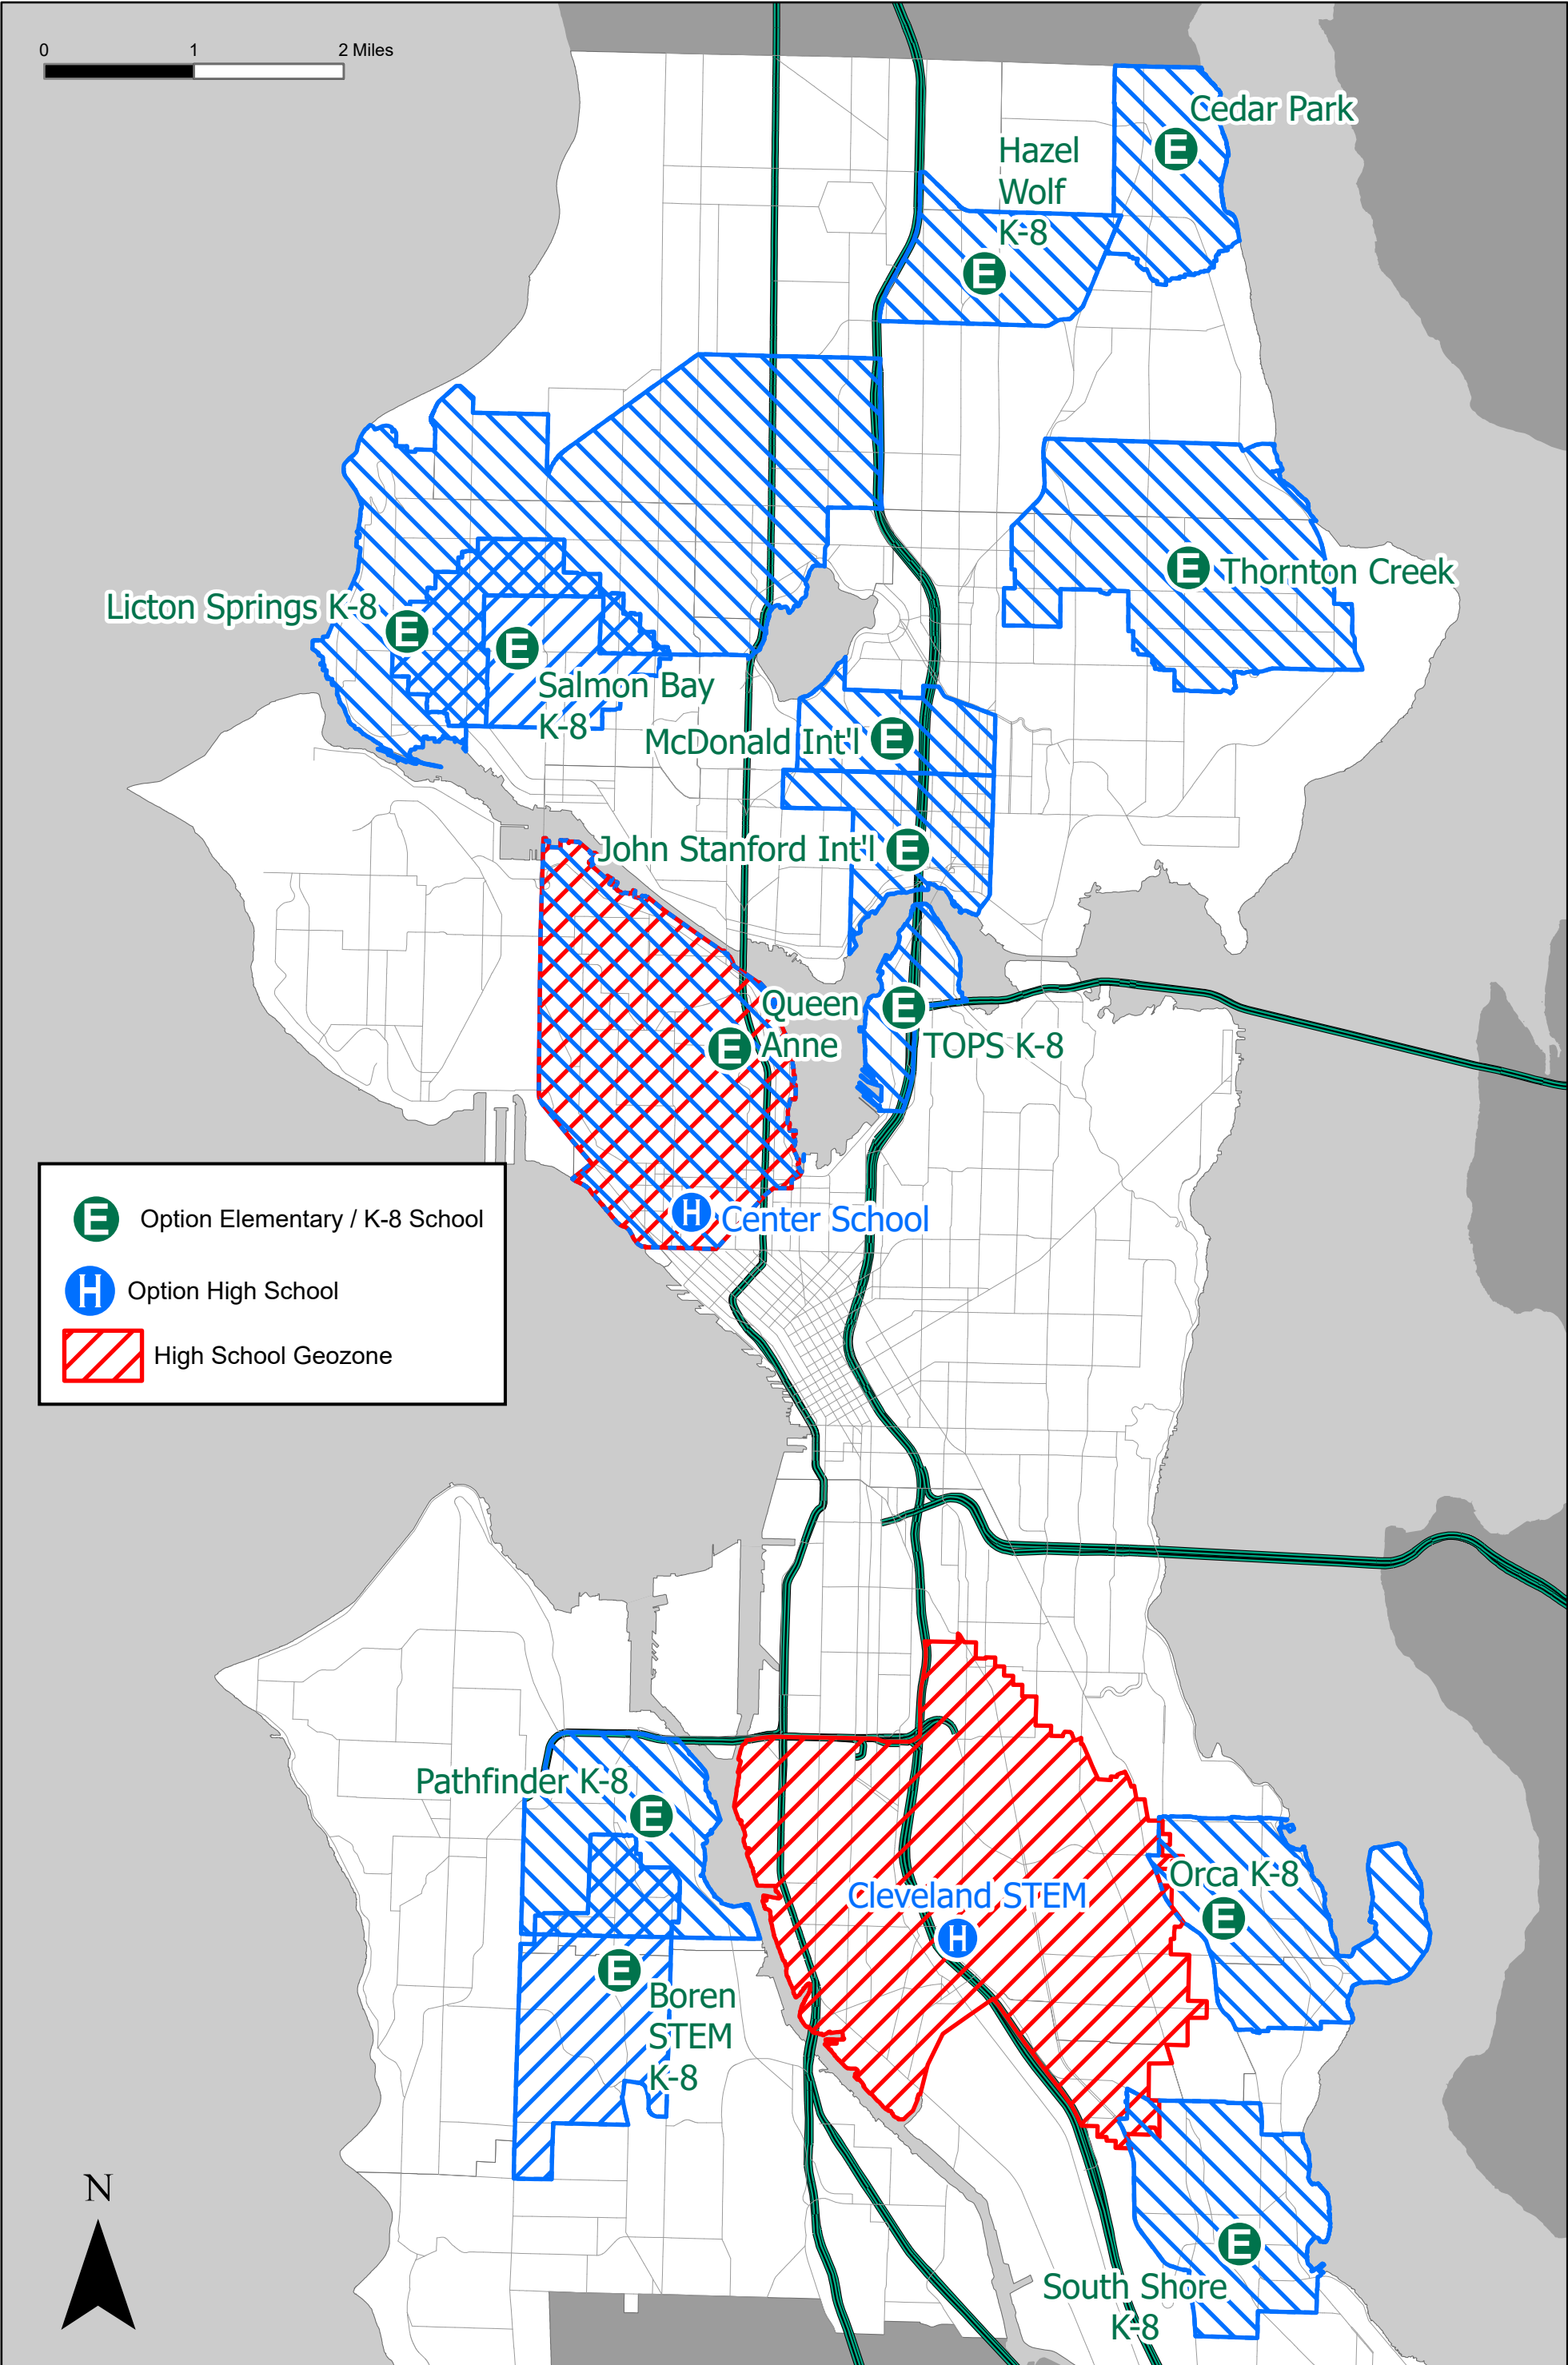 0 1 2 Miles
Cedar Park
E
Hazel
Wolf
K-8
E
Thornton Creek
E
Licton Springs K-8
E
E
Salmon Bay
K-8
McDonald Int'l
E
John Stanford Int'l
E
Queen
Anne
E
E
TOPS K-8
H
Center School
E
Option Elementary / K-8 School
H
Option High School
High School Geozone
Pathfinder K-8
E
Orca K-8
E
Cleveland STEM
H
E
Boren
STEM
K-8
N
E
South Shore
K-8